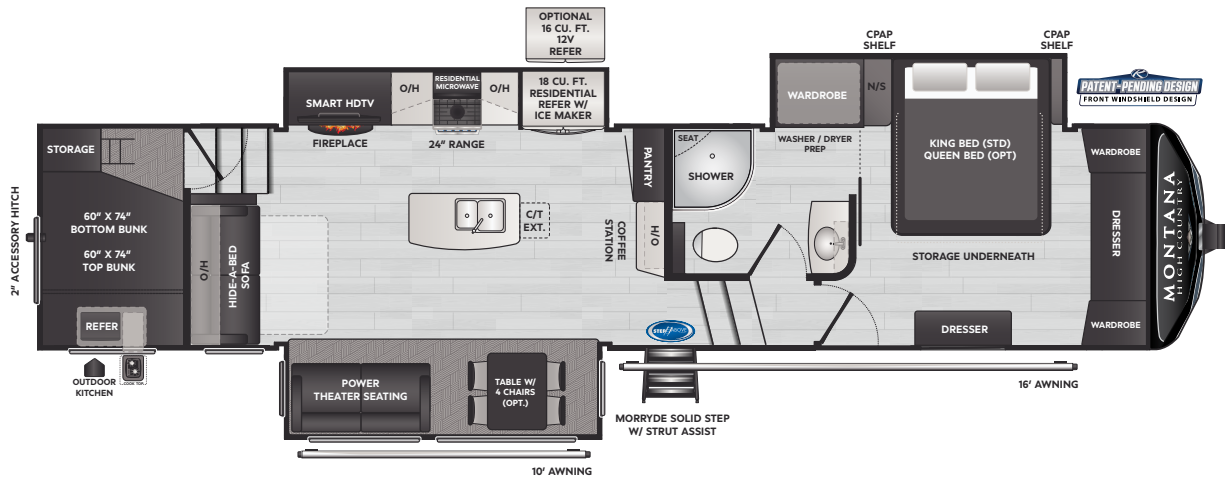 OPTIONAL
16 CU. FT.
12V
REFER
CPAP
SHELF
CPAP
SHELF
SMART HDTV
FIREPLACE
O/H
RESIDENTIAL
MICROWAVE
O/H
24" RANGE
18 CU. FT.
RESIDENTIAL
REFER W/
ICE MAKER
WARDROBE
N/S
WASHER / DRYER
PREP
KING BED (STD)
QUEEN BED (OPT)
STORAGE UNDERNEATH
PATENT-PENDING DESIGN
FRONT WINDSHIELD DESIGN
STORAGE
2" ACCESSORY HITCH
60" X 74"
BOTTOM BUNK
60" X 74"
TOP BUNK
O/H
HIDE-A-BED
SOFA
C/T
EXT.
PANTRY
COFFEE
STATION
O/H
SEAT
SHOWER
WARDROBE
DRESSER
WARDROBE
MONTANA
HIGH COUNTRY
DRESSER
REFER
OUTDOOR
KITCHEN
COOK TOP
POWER
THEATER SEATING
TABLE W/
4 CHAIRS
(OPT.)
STEP ABOVE
MORRYDE SOLID STEP
W/ STRUT ASSIST
16' AWNING
10' AWNING